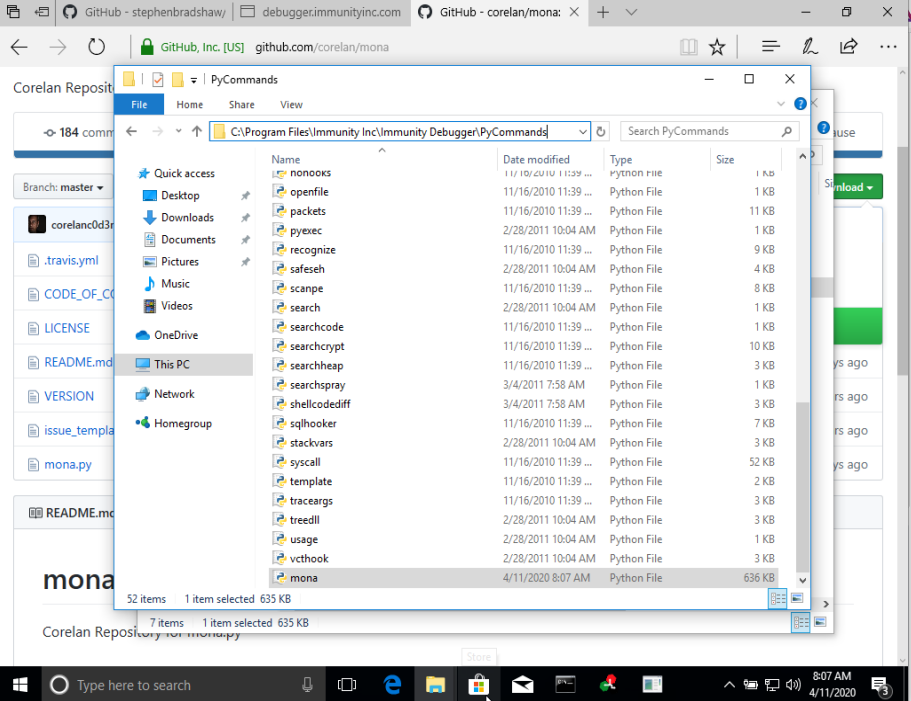 GitHub - stephenbradshaw/
debugger.immunityinc.com
GitHub - corelan/mona:
GitHub, Inc. [US] github.com/corelan/mona
Corelan Reposit
PyCommands
File Home Share View
C:\Program Files\Immunity Inc\Immunity Debugger\PyCommands
Search PyCommands
184 comm
ause
Branch: master
nload
corelanc0d3r
.travis.yml
CODE_OF_CO
LICENSE
README.md
VERSION
issue_templa
mona.py
README.md
ys ago
rs ago
rs ago
ys ago
Quick access
Desktop
Downloads
Documents
Pictures
Music
Videos
OneDrive
This PC
Network
Homegroup
Name Date modified Type Size
nohooks 11/16/2010 11:39 ... Python File 1 KB
openfile 11/16/2010 11:39 ... Python File 1 KB
packets 11/16/2010 11:39 ... Python File 11 KB
pyexec 2/28/2011 10:04 AM Python File 1 KB
recognize 11/16/2010 11:39 ... Python File 9 KB
safeseh 2/28/2011 10:04 AM Python File 4 KB
scanpe 11/16/2010 11:39 ... Python File 8 KB
search 2/28/2011 10:04 AM Python File 1 KB
searchcode 11/16/2010 11:39 ... Python File 1 KB
searchcrypt 11/16/2010 11:39 ... Python File 10 KB
searchheap 11/16/2010 11:39 ... Python File 3 KB
searchspray 3/4/2011 7:58 AM Python File 1 KB
shellcodediff 3/4/2011 7:58 AM Python File 3 KB
sqlhooker 11/16/2010 11:39 ... Python File 7 KB
stackvars 2/28/2011 10:04 AM Python File 3 KB
syscall 11/16/2010 11:39 ... Python File 52 KB
template 11/16/2010 11:39 ... Python File 2 KB
traceargs 11/16/2010 11:39 ... Python File 3 KB
treedll 2/28/2011 10:04 AM Python File 3 KB
usage 2/28/2011 10:04 AM Python File 1 KB
vcthook 2/28/2011 10:04 AM Python File 3 KB
mona 4/11/2020 8:07 AM Python File 636 KB
52 items 1 item selected 635 KB
7 items 1 item selected 635 KB
mona
Corelan Repository for mona.py
Store
Type here to search
8:07 AM
4/11/2020
3